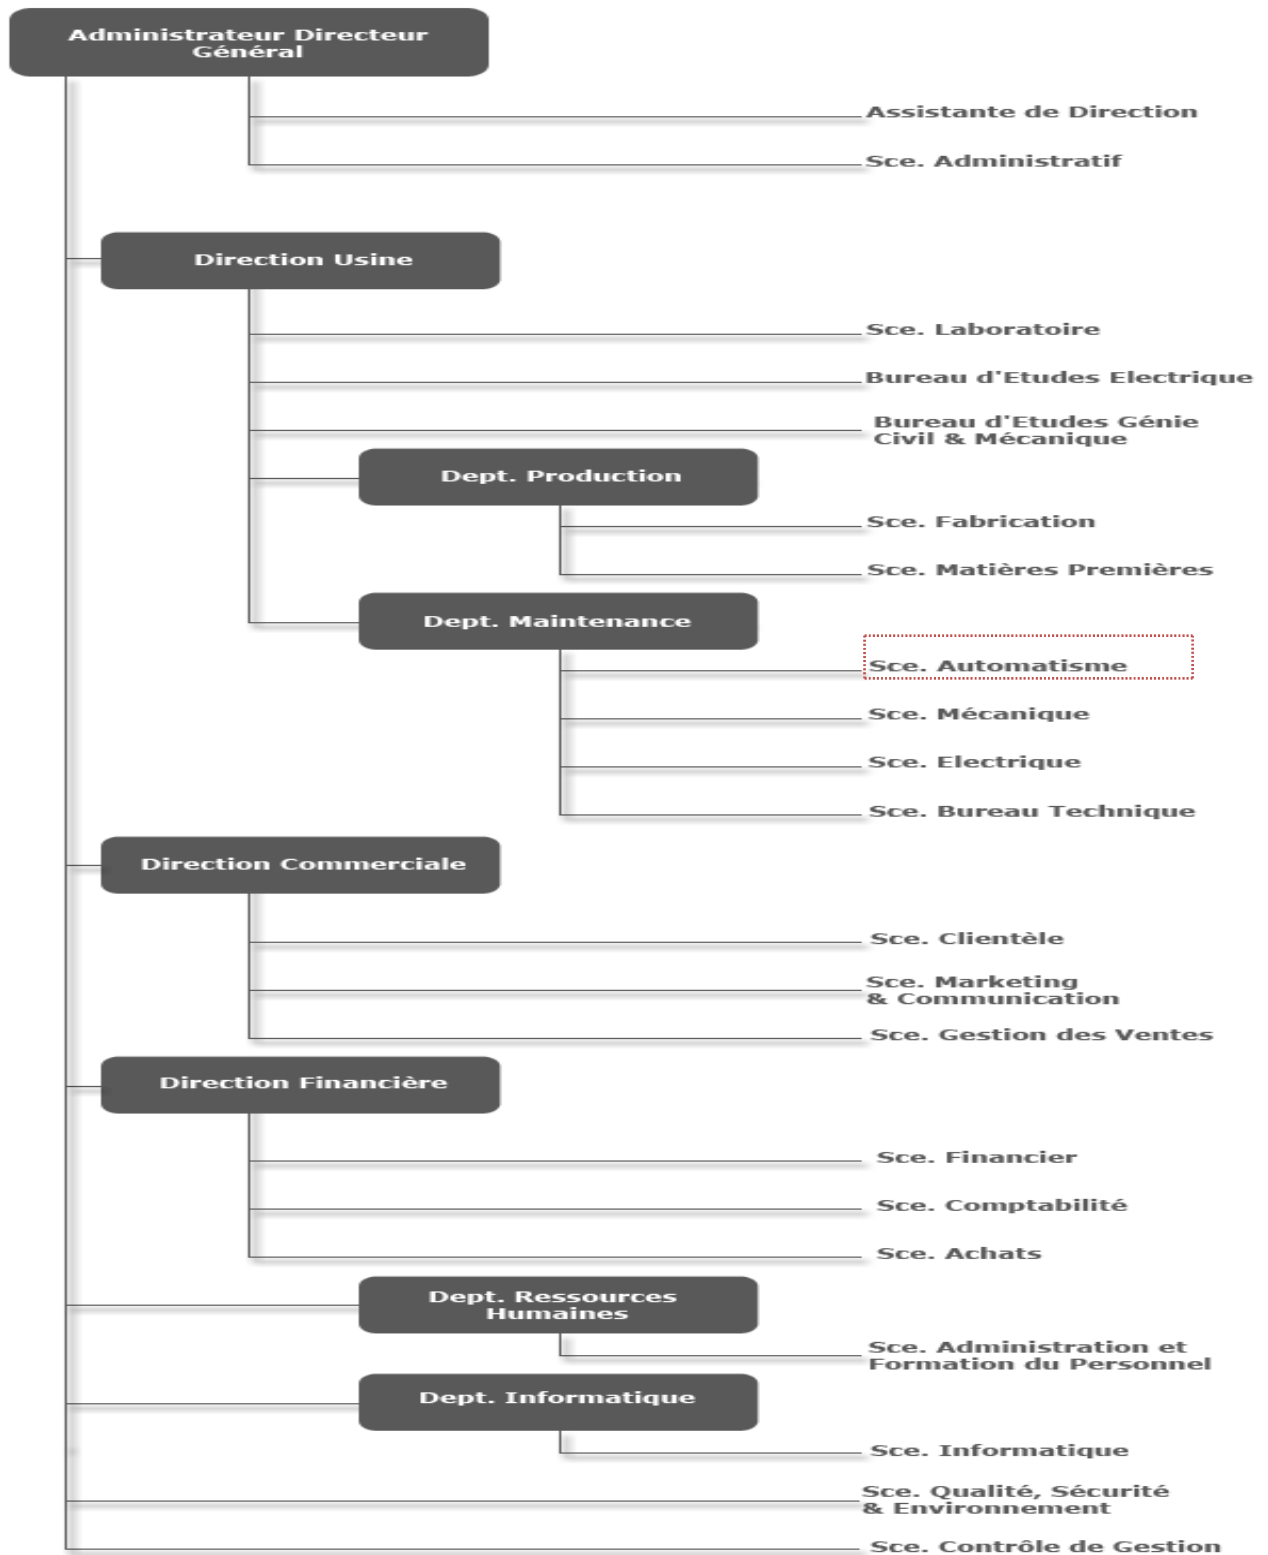 Administrateur Directeur
Général
Assistante de Direction
Sce. Administratif
Direction Usine
Sce. Laboratoire
Bureau d'Etudes Electrique
Bureau d'Etudes Génie
Civil & Mécanique
Dept. Production
Sce. Fabrication
Sce. Matières Premières
Dept. Maintenance
Sce. Automatisme
Sce. Mécanique
Sce. Electrique
Sce. Bureau Technique
Direction Commerciale
Sce. Clientèle
Sce. Marketing
& Communication
Sce. Gestion des Ventes
Direction Financière
Sce. Financier
Sce. Comptabilité
Sce. Achats
Dept. Ressources
Humaines
Sce. Administration et
Formation du Personnel
Dept. Informatique
Sce. Informatique
Sce. Qualité, Sécurité
& Environnement
Sce. Contrôle de Gestion